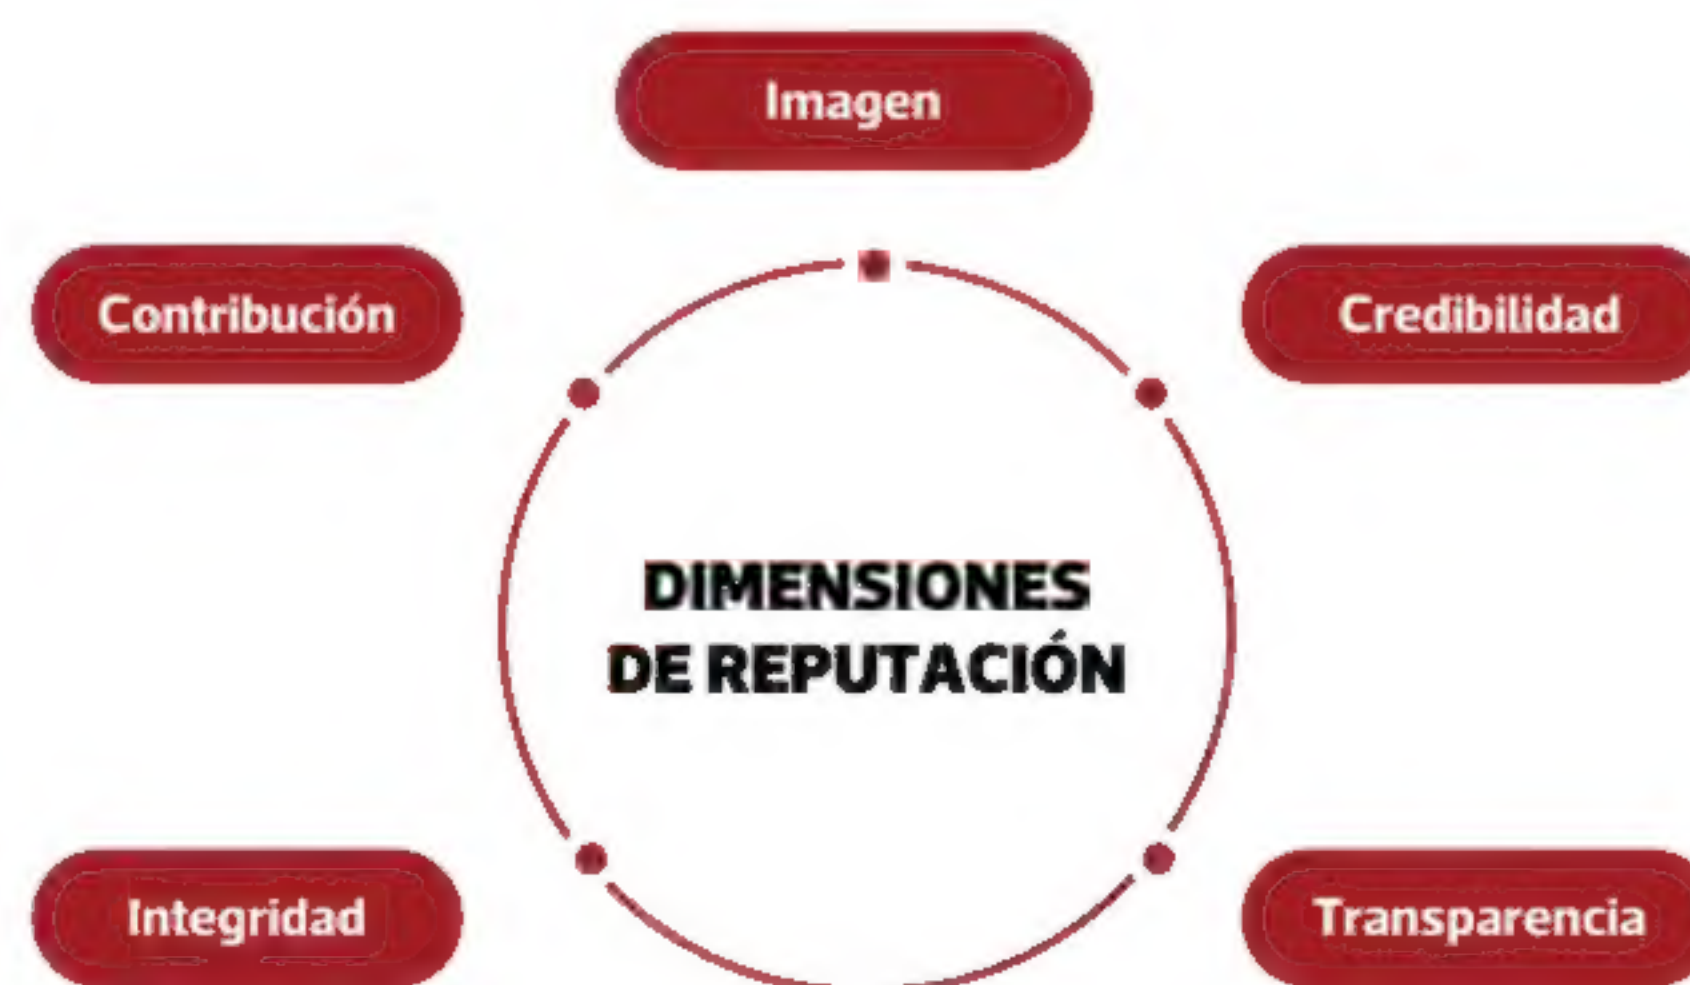 Imagen
Contribución
Credibilidad
DIMENSIONES
DE REPUTACIÓN
Integridad
Transparencia